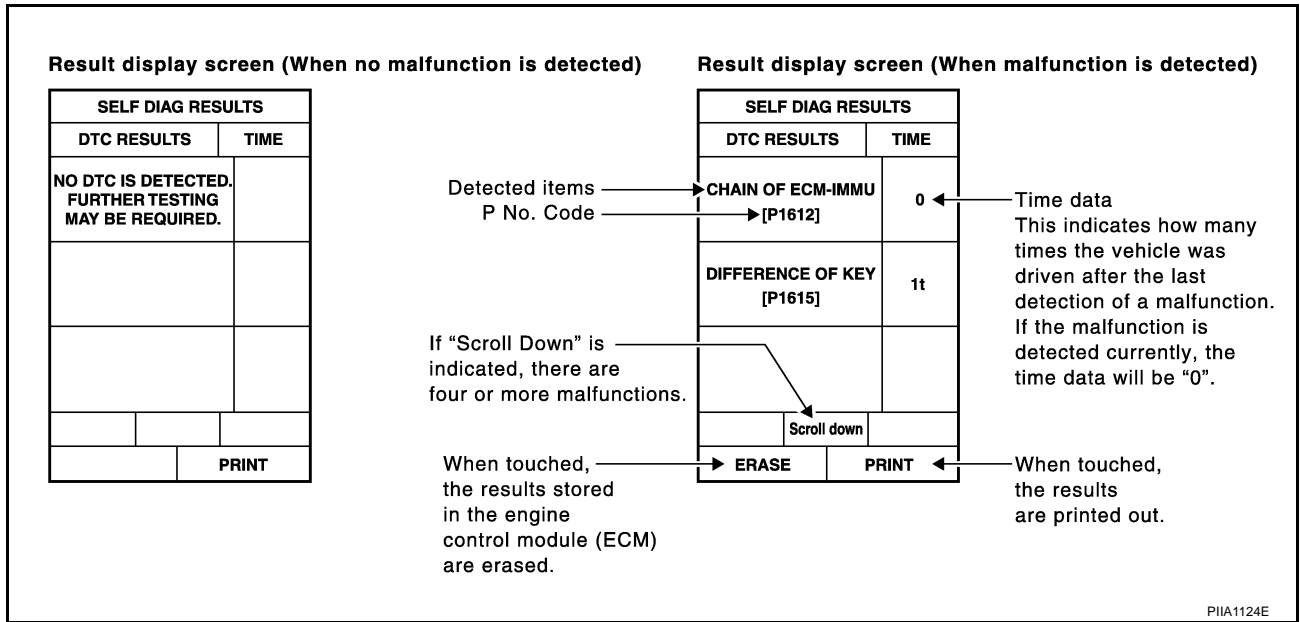 Result display screen (When no malfunction is detected)
SELF DIAG RESULTS
DTC RESULTS TIME
NO DTC IS DETECTED.
FURTHER TESTING
MAY BE REQUIRED.
PRINT
Result display screen (When malfunction is detected)
SELF DIAG RESULTS
DTC RESULTS TIME
Detected items
P No. Code
CHAIN OF ECM-IMMU
[P1612]
0
Time data
This indicates how many
times the vehicle was
driven after the last
detection of a malfunction.
If the malfunction is
detected currently, the
time data will be “0”.
DIFFERENCE OF KEY
[P1615]
1t
If “Scroll Down” is
indicated, there are
four or more malfunctions.
Scroll down
When touched,
the results stored
in the engine
control module (ECM)
are erased.
ERASE PRINT
When touched,
the results
are printed out.
PIIA1124E